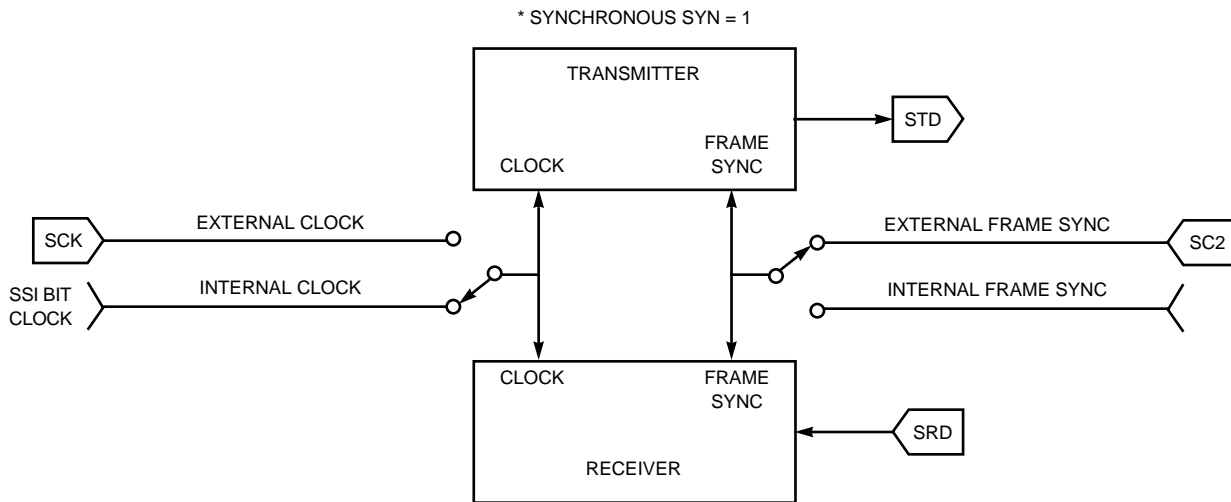 * SYNCHRONOUS SYN = 1
TRANSMITTER
STD
FRAME
SYNC
CLOCK
EXTERNAL CLOCK
SCK
EXTERNAL FRAME SYNC
SC2
INTERNAL CLOCK
SSI BIT
CLOCK
INTERNAL FRAME SYNC
CLOCK
FRAME
SYNC
SRD
RECEIVER